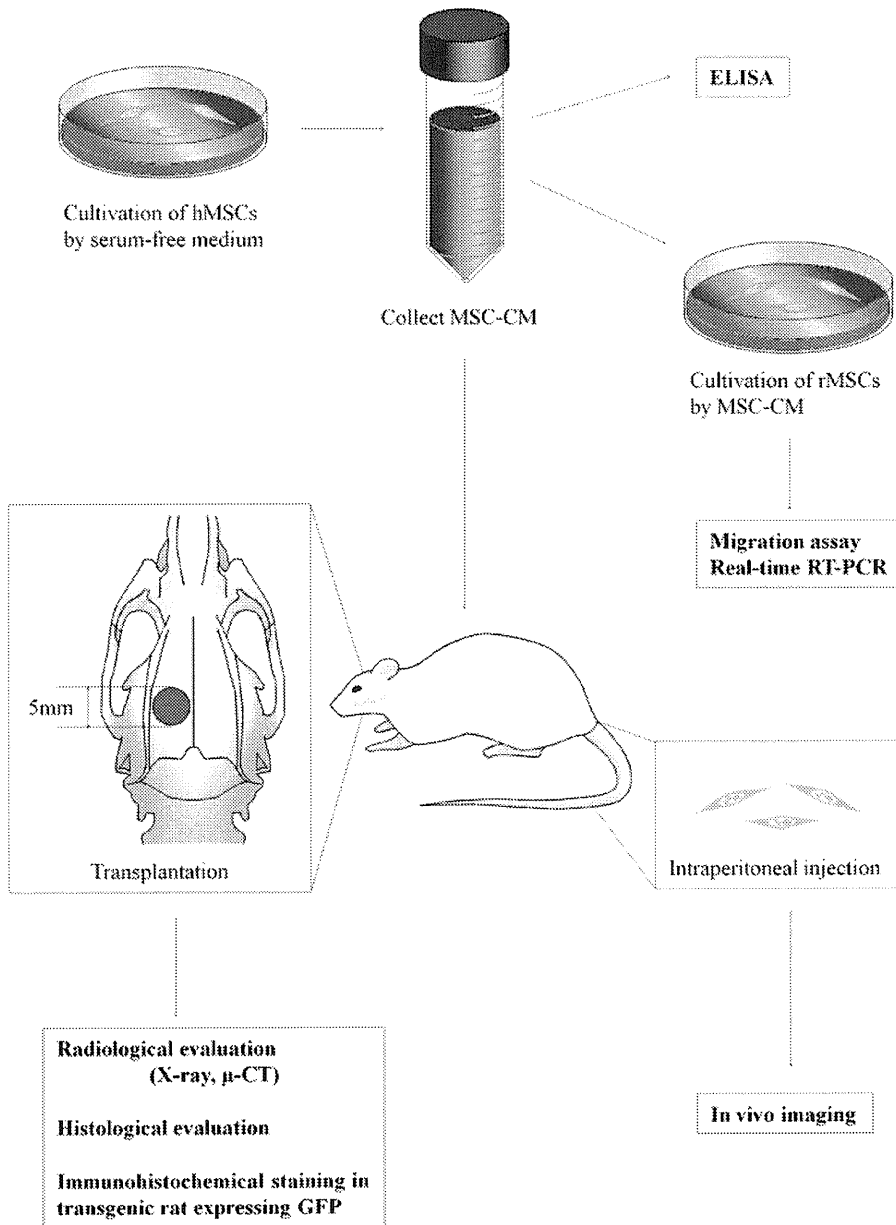 ELISA
Cultivation of hMSCs
by serum-free medium
Collect MSC-CM
Cultivation of rMSCs
by MSC-CM
Migration assay
Real-time RT-PCR
5mm
Transplantation
Intraperitoneal injection
Radiological evaluation
(X-ray, μ-CT)
Histological evaluation
Immunohistochemical staining in
transgenic rat expressing GFP
In vivo imaging